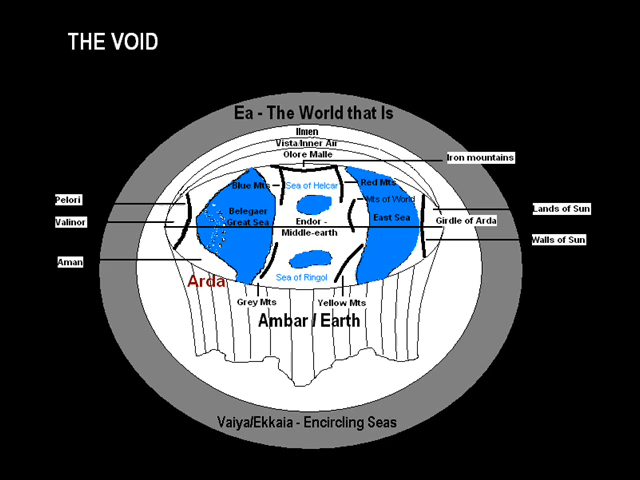 THE VOID
Ea - The World that Is
Ilmen
Vista/Inner Air
Olore Malle
Iron mountains
Blue Mts
Sea of Helcar
Red Mts
Mts of World
Pelori
Valinor
Belegaer
Great Sea
Endor -
Middle-earth
East Sea
Girdle of Arda
Lands of Sun
Walls of Sun
Aman
Arda
Sea of Ringol
Grey Mts
Yellow Mts
Ambar / Earth
Vaiya/Ekkaia - Encircling Seas